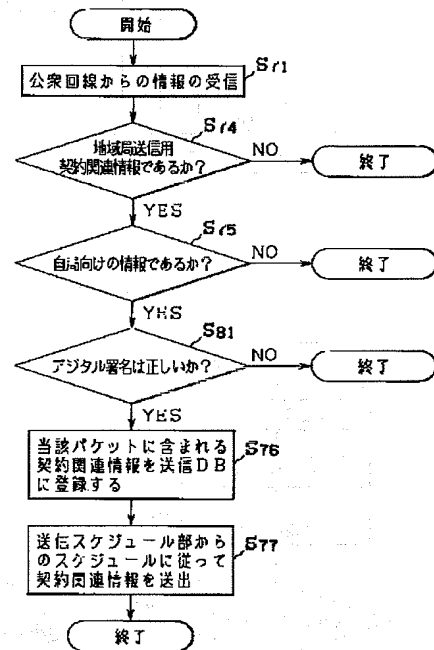 開始
S71
公衆回線からの情報の受信
S74
地域局送信用
契約関連情報であるか?
NO
終了
YES
S75
自局向けの情報であるか?
NO
終了
YES
S81
アジタル署名は正しいか?
NO
終了
YES
S76
当該パケットに含まれる
契約関連情報を送信DB
に登録する
S77
送信スケジュール部から
のスケジュールに従って
契約関連情報を送出
終了